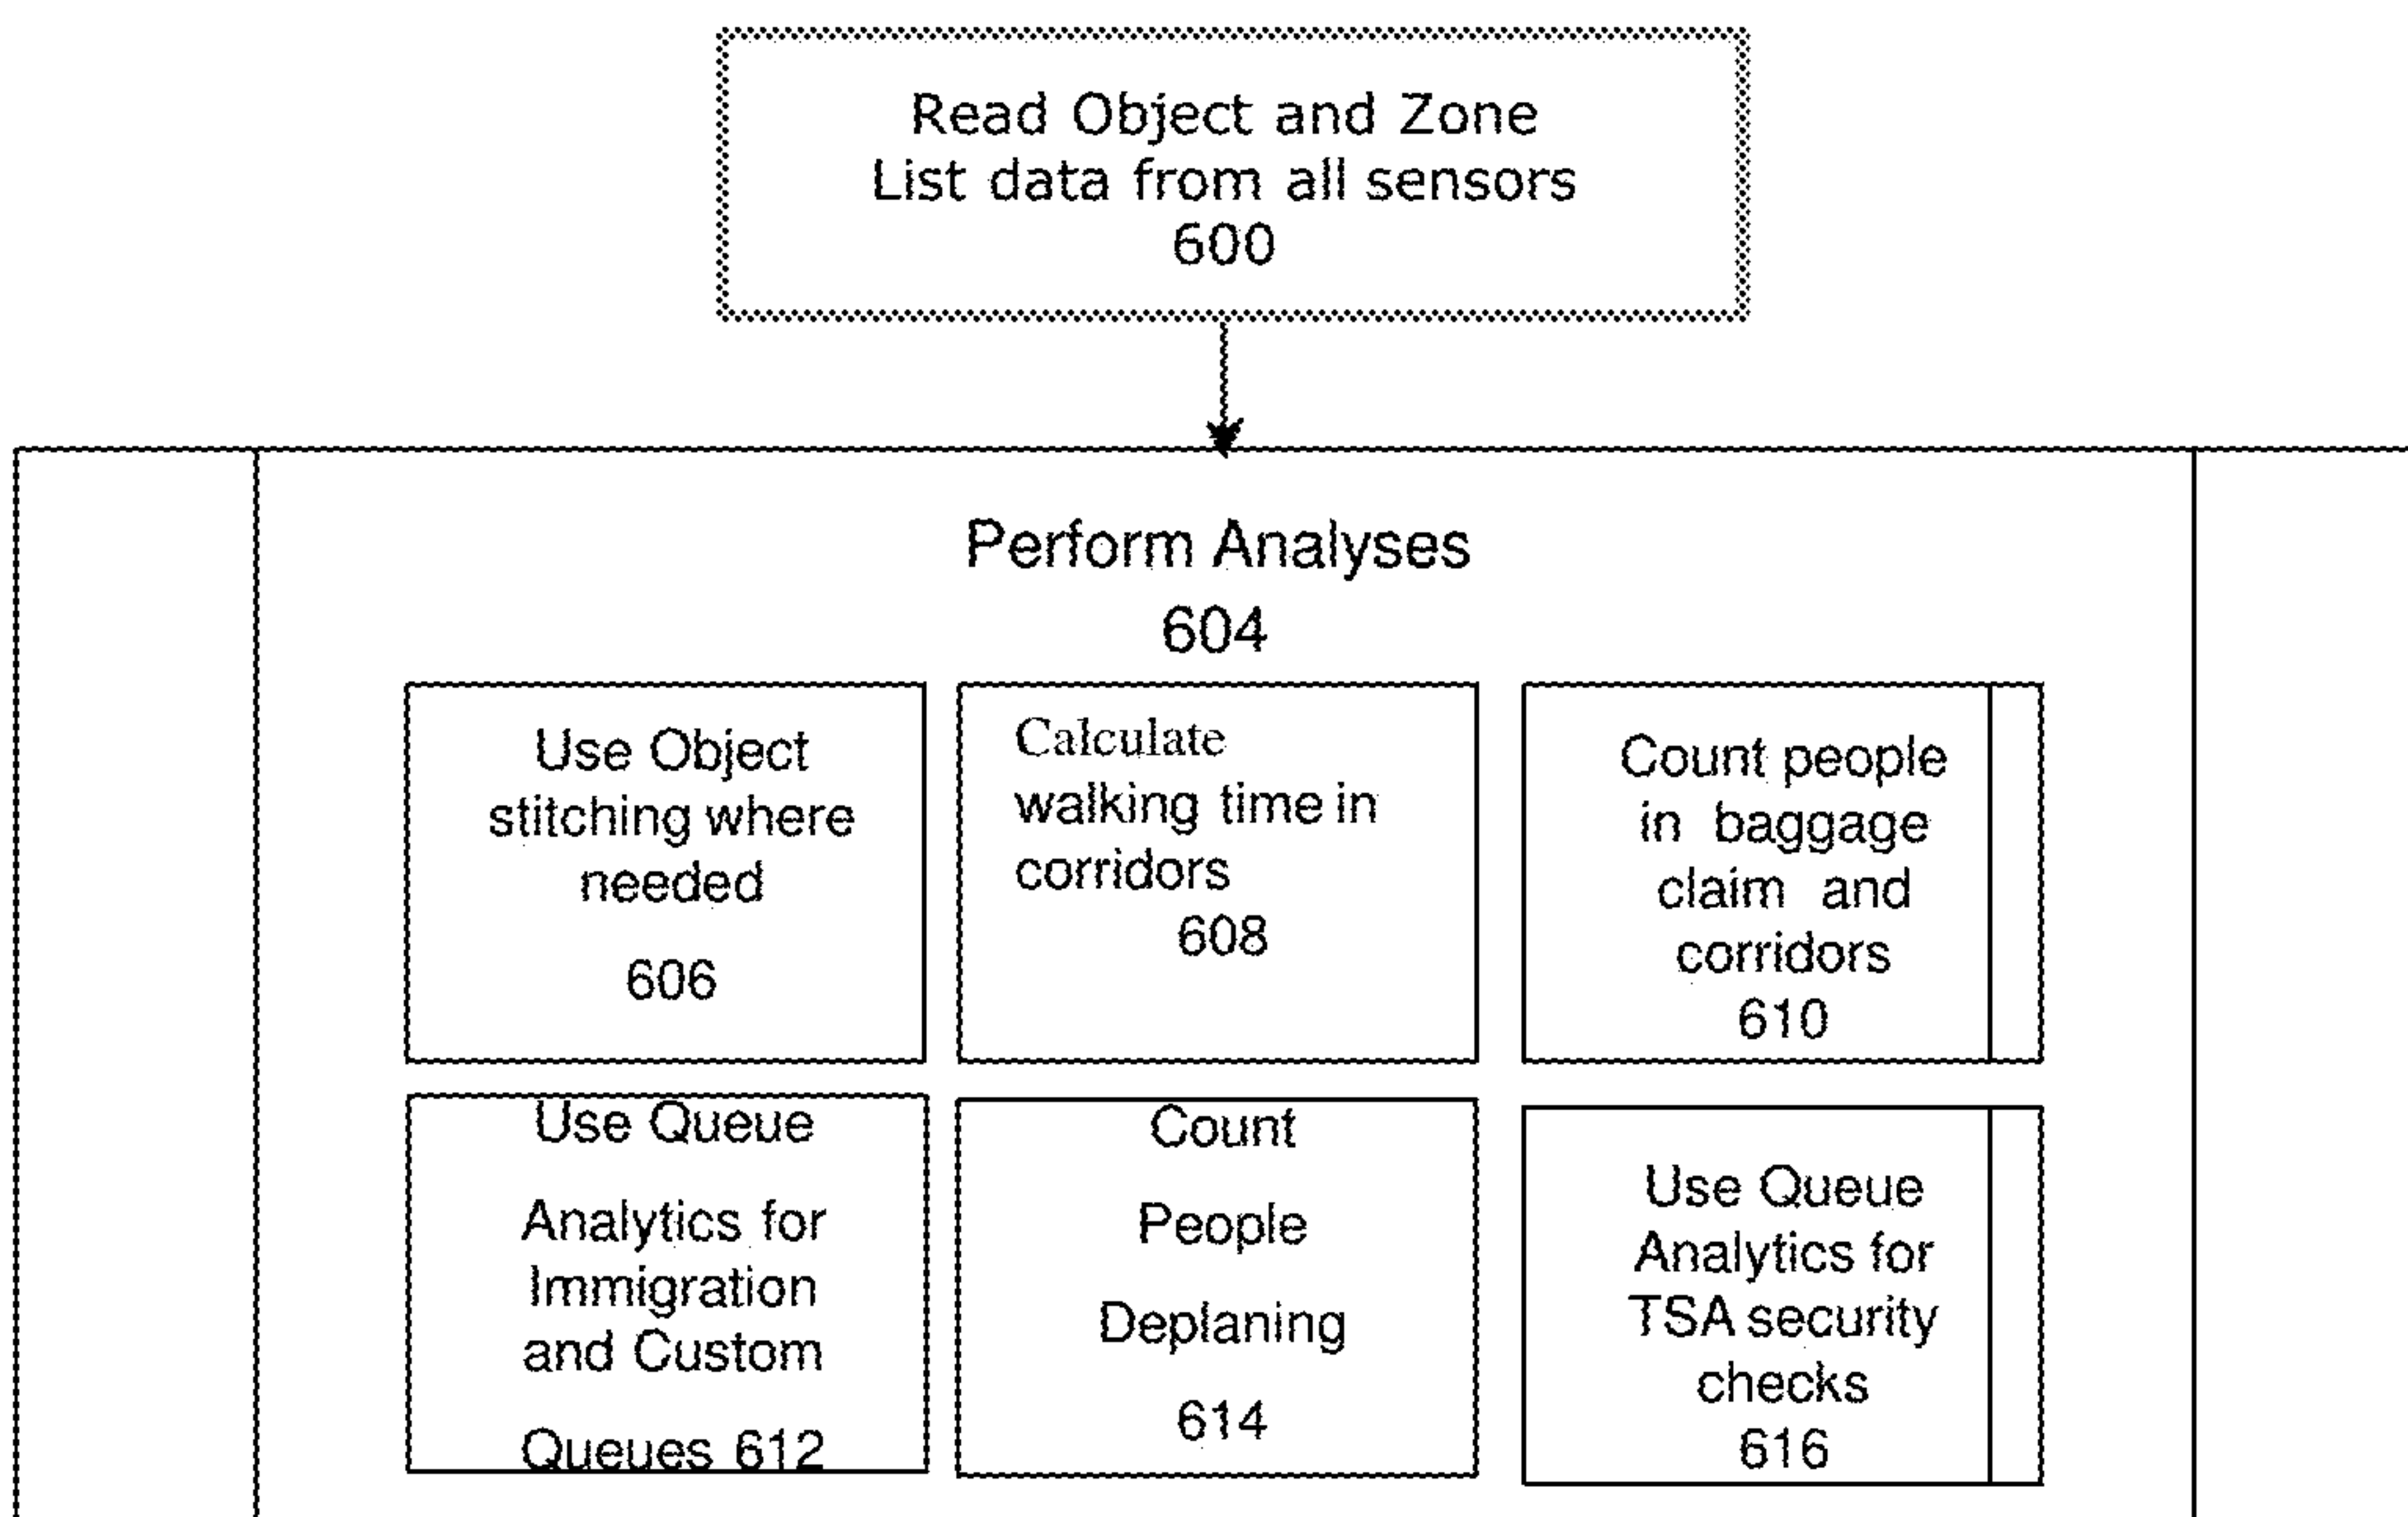 Read Object and Zone
List data from all sensors
600
Perform Analyses
604
Use Object
stitching where
needed
606
Calculate
walking time in
corridors
608
Count people
in baggage
claim and
corridors
610
Use Queue
Analytics for
Immigration
and Custom
Queues 612
Count
People
Deplaning
614
Use Queue
Analytics for
TSA security
checks
616